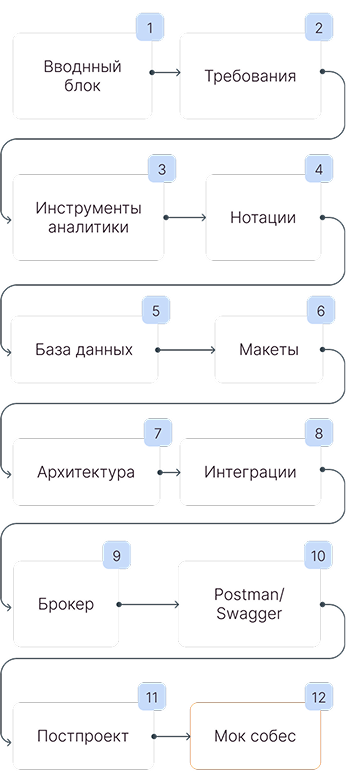 1
Вводнный
блок
2
Требования
3
Инструменты
аналитики
4
Нотации
5
База данных
6
Макеты
7
Архитектура
8
Интеграции
9
Брокер
10
Postman/
Swagger
11
Постпроект
12
Мок собес